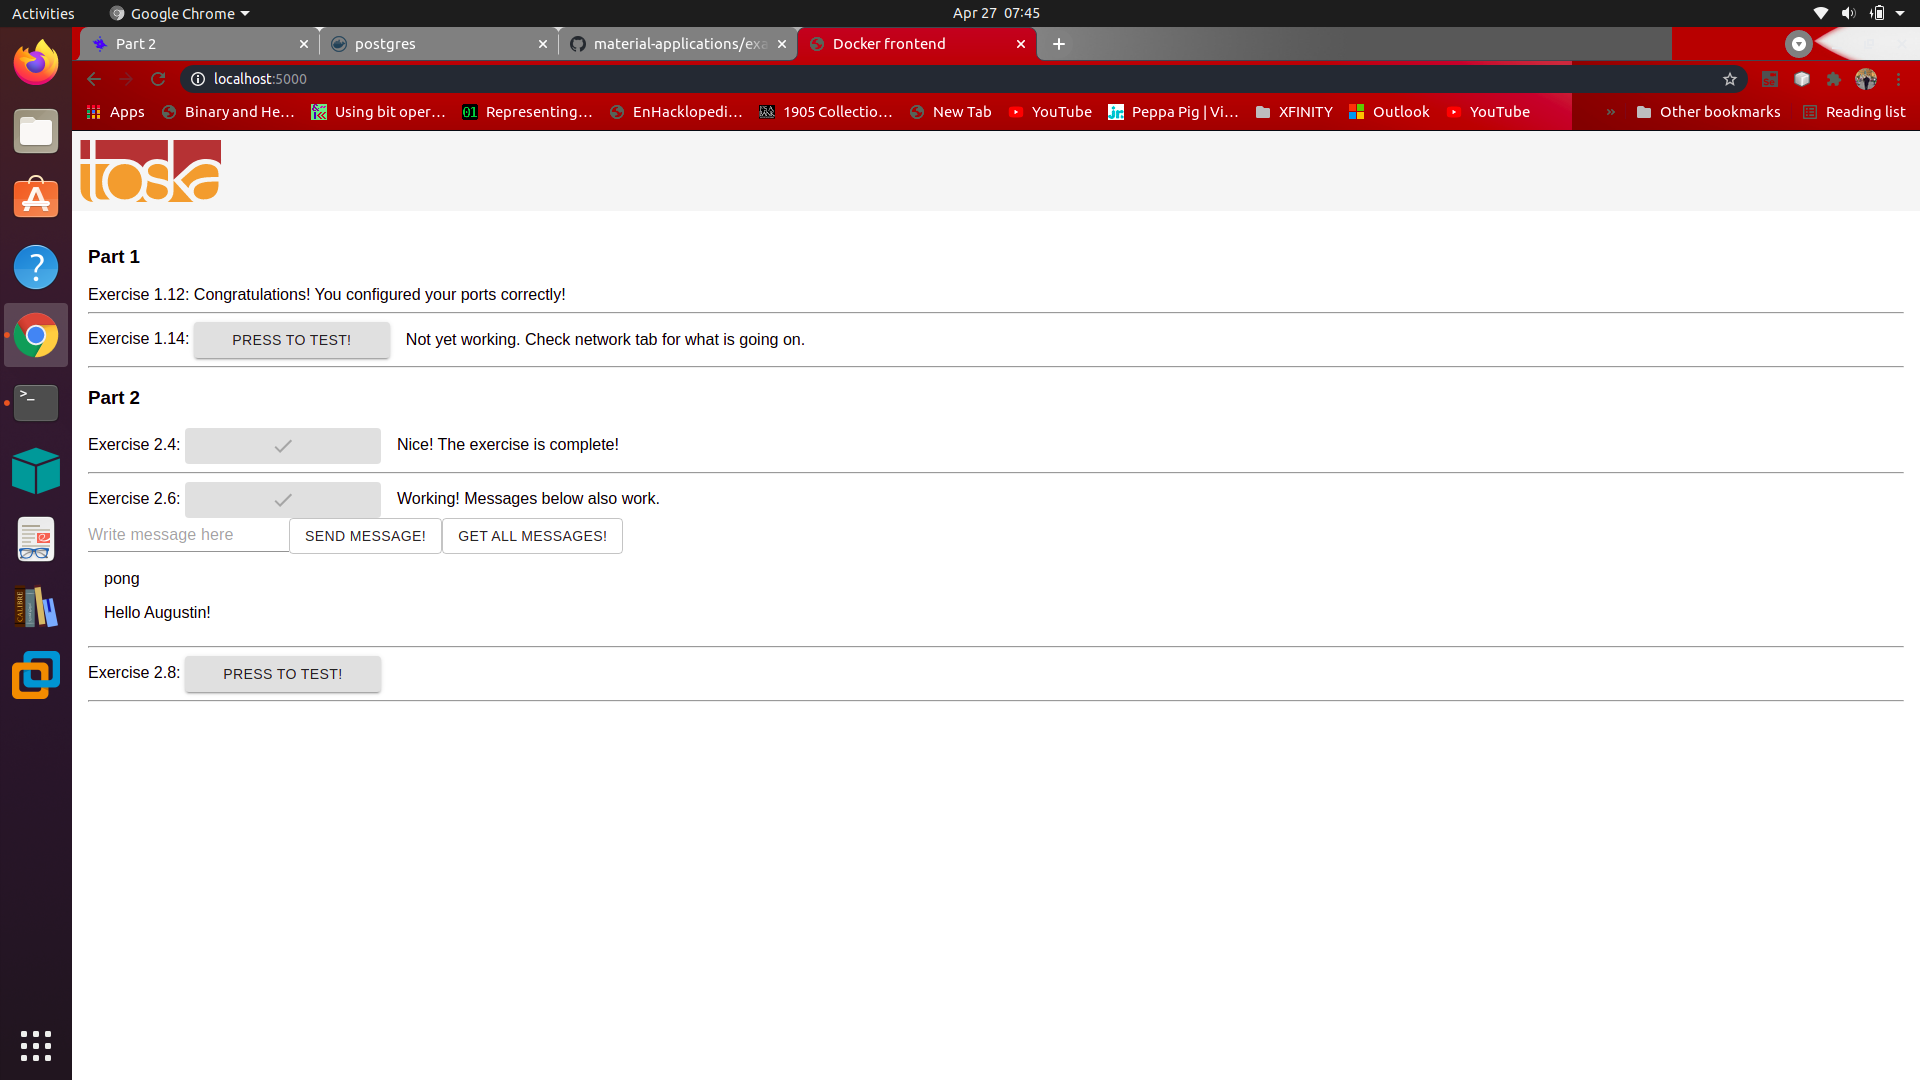 Activities
Google Chrome
Apr 27 07:45
Part 2
postgres
material-applications/exa
Docker frontend
localhost:5000
Apps
Binary and He…
Using bit oper…
Representing…
EnHacklopedi…
1905 Collectio…
New Tab
YouTube
Peppa Pig | Vi…
XFINITY
Outlook
YouTube
»
Other bookmarks
Reading list
toska
Part 1
Exercise 1.12: Congratulations! You configured your ports correctly!
Exercise 1.14: PRESS TO TEST! Not yet working. Check network tab for what is going on.
Part 2
Exercise 2.4: Nice! The exercise is complete!
Exercise 2.6: Working! Messages below also work.
Write message here SEND MESSAGE! GET ALL MESSAGES!
pong
Hello Augustin!
Exercise 2.8: PRESS TO TEST!